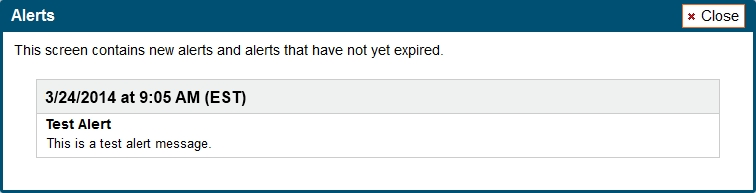 Alerts
× Close
This screen contains new alerts and alerts that have not yet expired.
3/24/2014 at 9:05 AM (EST)
Test Alert
This is a test alert message.